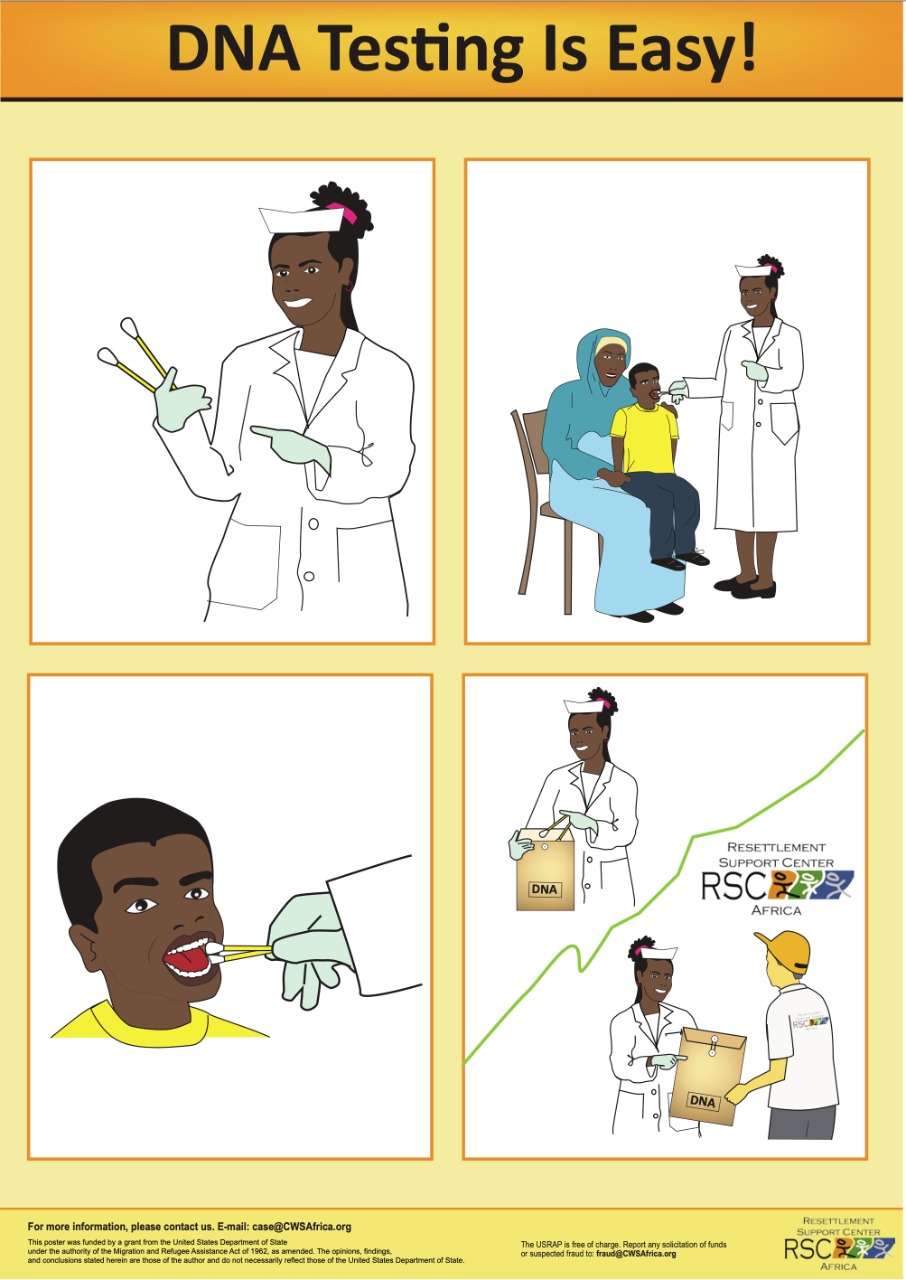 DNA Testing Is Easy!
DNA
RESETTLEMENT
SUPPORT CENTER
RSC
AFRICA
DNA
RSC
For more information, please contact us. E-mail: case@CWSAfrica.org
This poster was funded by a grant from the United States Department of State
under the authority of the Migration and Refugee Assistance Act of 1962, as amended. The opinions, findings,
and conclusions stated herein are those of the author and do not necessarily reflect those of the United States Department of State.
The USRAP is free of charge. Report any solicitation of funds
or suspected fraud to: fraud@CWSAfrica.org
RESETTLEMENT
SUPPORT CENTER
RSC
AFRICA